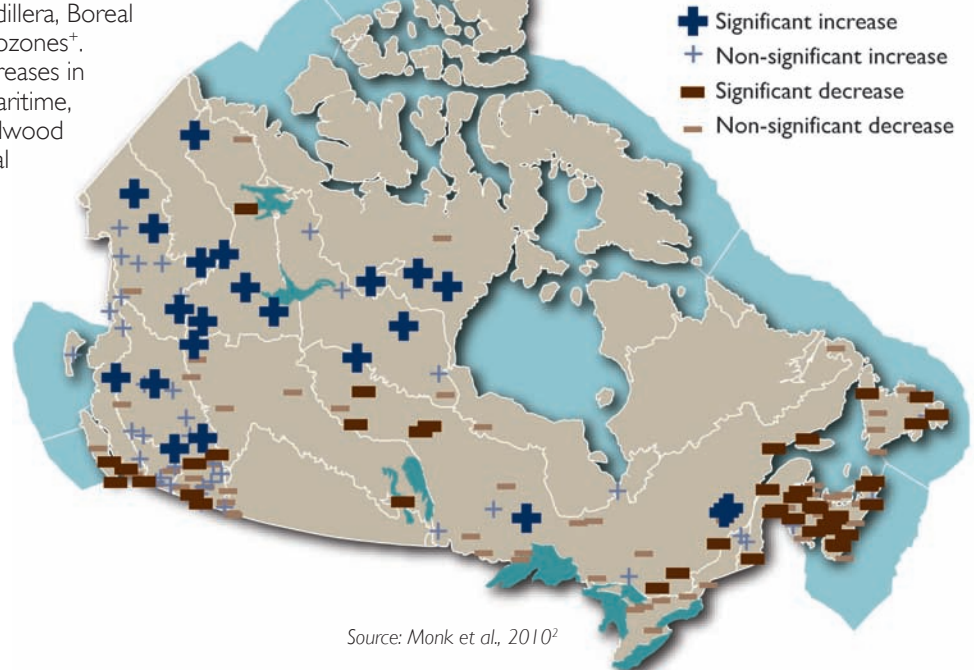 dillera, Boreal
ozones⁺.
reases in
aritime,
dwood
al
Significant increase
Non-significant increase
Significant decrease
Non-significant decrease
Source: Monk et al., 2010²